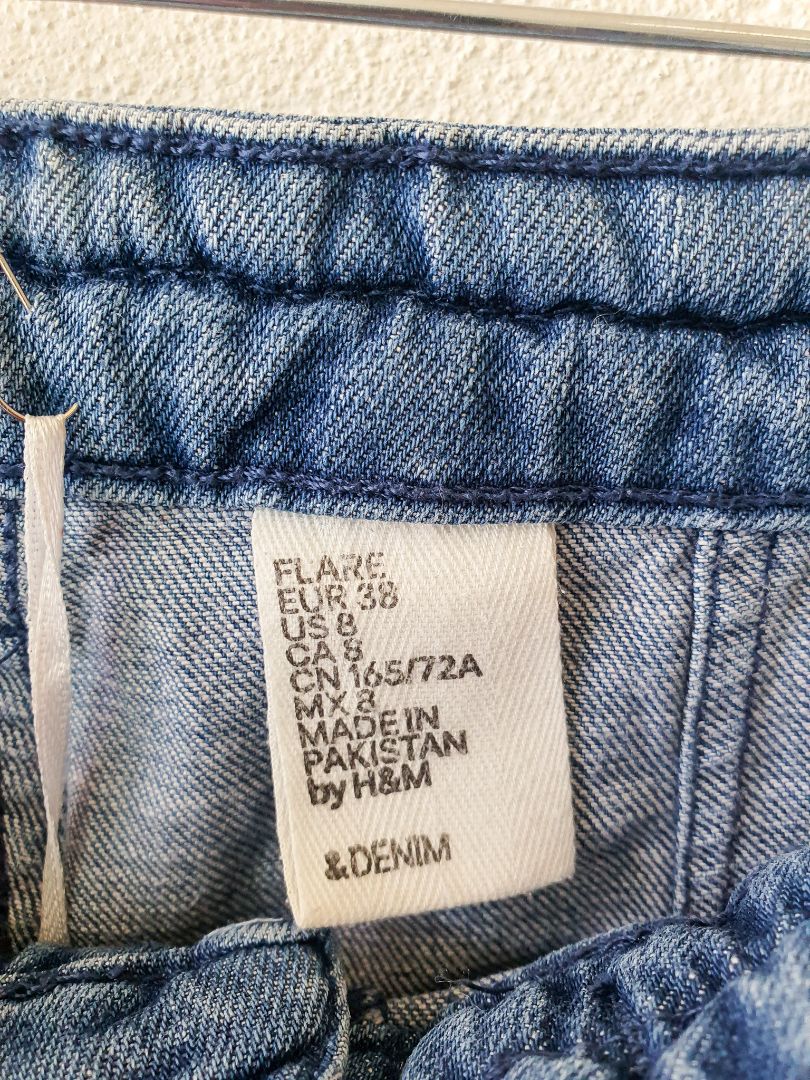 FLARE
EUR 38
US 8
CA 8
CN 165/72A
MX 8
MADE IN
PAKISTAN
by H&M
&DENIM